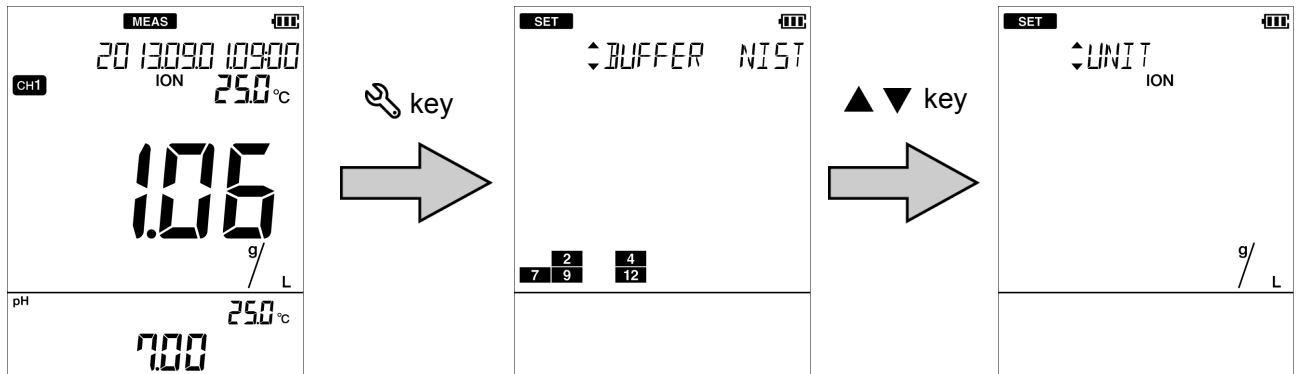 MEAS
2013.09.01.09:00
CH1
ION
25.0 °C
1.06
g/L
pH
25.0 °C
7.00
key
SET
BUFFER NIST
2 4
7 9 12
▲ ▼ key
SET
UNIT
ION
g/L